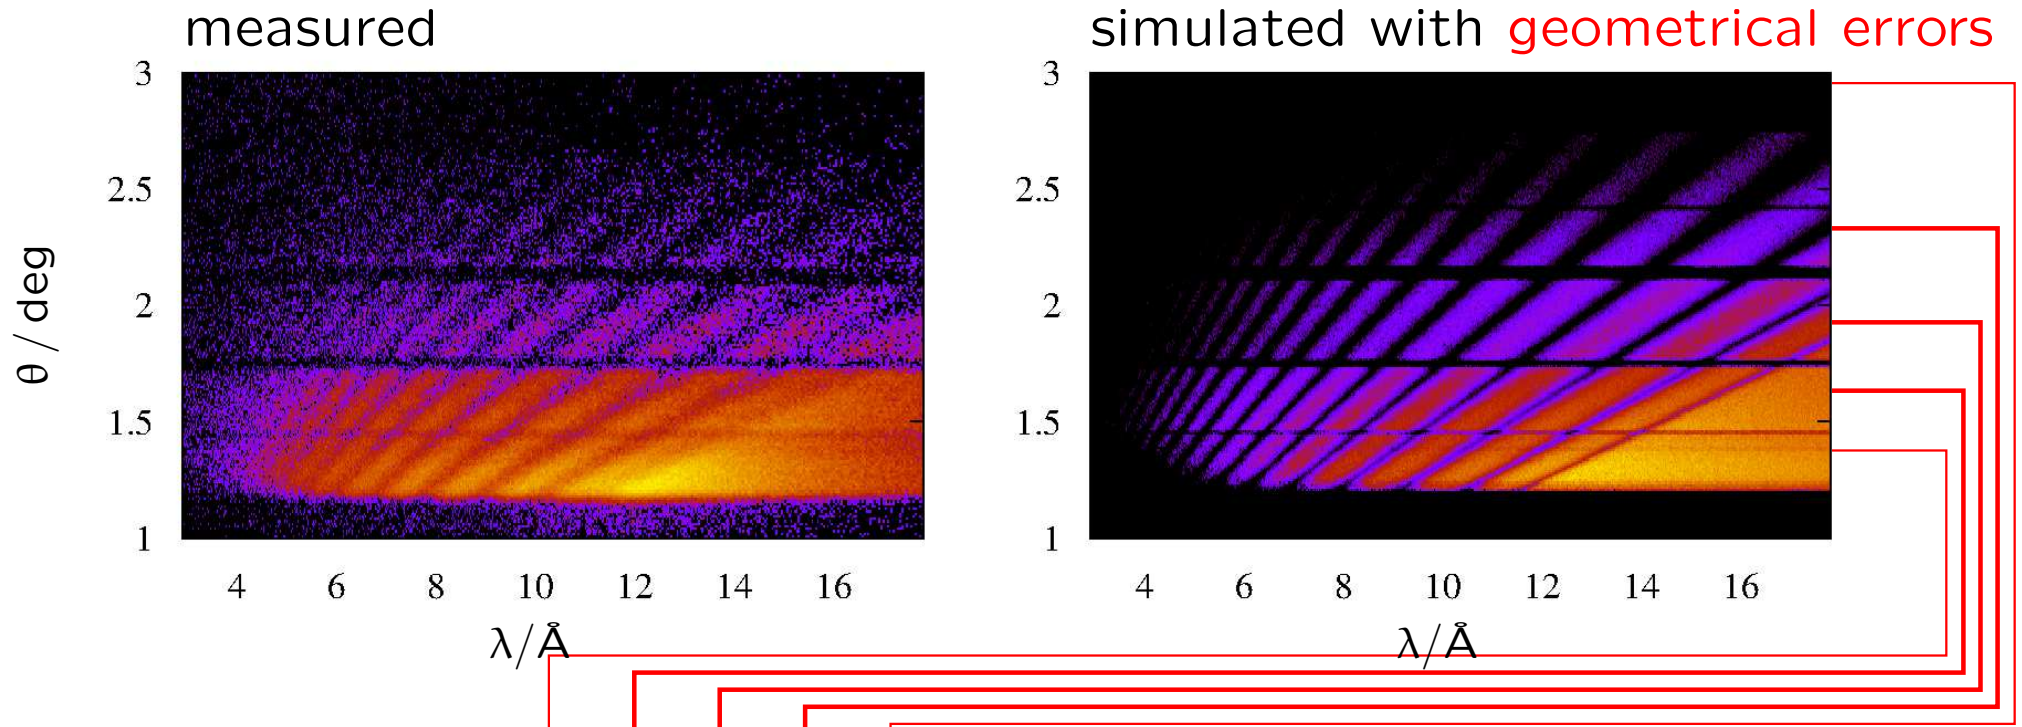 measured
simulated with geometrical errors
3
2.5
2
1.5
1
θ / deg
4 6 8 10 12 14 16
λ/Å
3
2.5
2
1.5
1
4 6 8 10 12 14 16
λ/Å